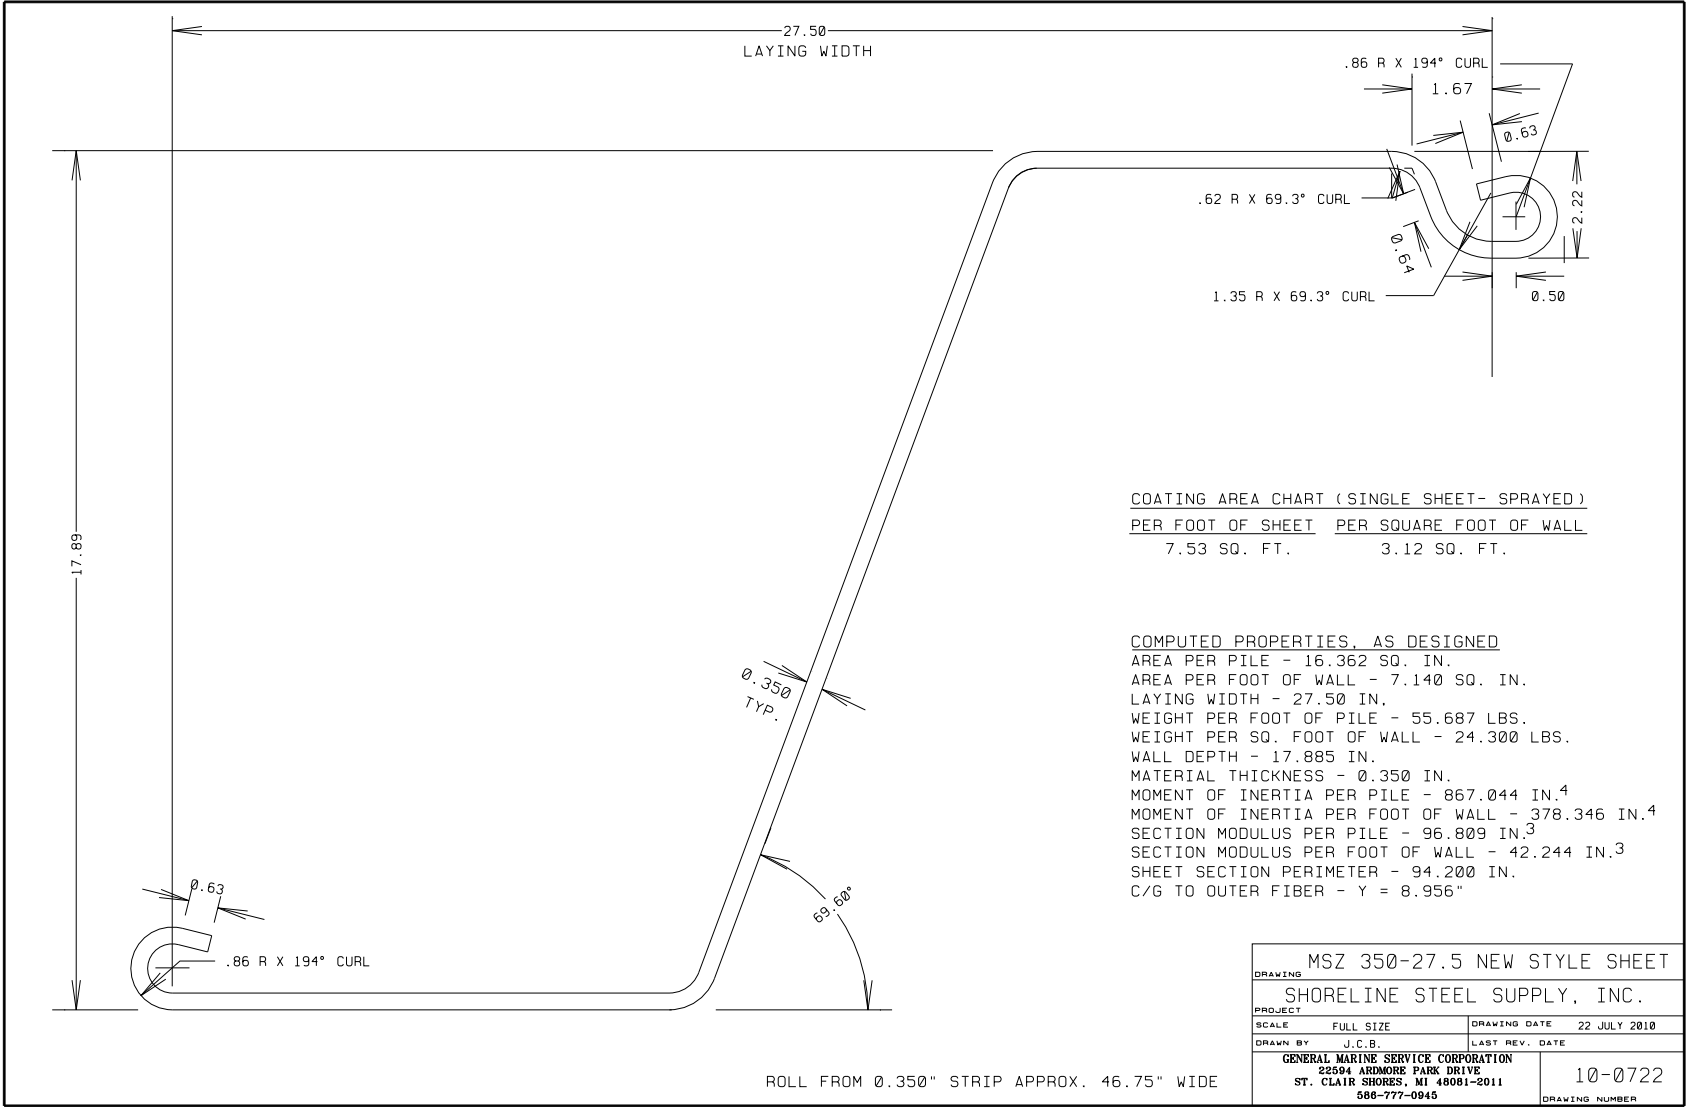 27.50
LAYING WIDTH
.86 R X 194° CURL
1.67
0.63
.62 R X 69.3° CURL
2.22
0.64
1.35 R X 69.3° CURL
0.50
17.89
COATING AREA CHART (SINGLE SHEET- SPRAYED)
PER FOOT OF SHEET PER SQUARE FOOT OF WALL
7.53 SQ. FT. 3.12 SQ. FT.
0.350
TYP.
COMPUTED PROPERTIES, AS DESIGNED
AREA PER PILE - 16.362 SQ. IN.
AREA PER FOOT OF WALL - 7.140 SQ. IN.
LAYING WIDTH - 27.50 IN.
WEIGHT PER FOOT OF PILE - 55.687 LBS.
WEIGHT PER SQ. FOOT OF WALL - 24.300 LBS.
WALL DEPTH - 17.885 IN.
MATERIAL THICKNESS - 0.350 IN.
MOMENT OF INERTIA PER PILE - 867.044 IN.4
MOMENT OF INERTIA PER FOOT OF WALL - 378.346 IN.4
SECTION MODULUS PER PILE - 96.809 IN.3
SECTION MODULUS PER FOOT OF WALL - 42.244 IN.3
SHEET SECTION PERIMETER - 94.200 IN.
C/G TO OUTER FIBER - Y = 8.956"
0.63
69.60°
.86 R X 194° CURL
DRAWING MSZ 350-27.5 NEW STYLE SHEET
PROJECT SHORELINE STEEL SUPPLY, INC.
SCALE FULL SIZE DRAWING DATE 22 JULY 2010
DRAWN BY J.C.B. LAST REV. DATE
GENERAL MARINE SERVICE CORPORATION
22594 ARDMORE PARK DRIVE
ST. CLAIR SHORES, MI 48081-2011
586-777-0945
10-0722
DRAWING NUMBER
ROLL FROM 0.350" STRIP APPROX. 46.75" WIDE